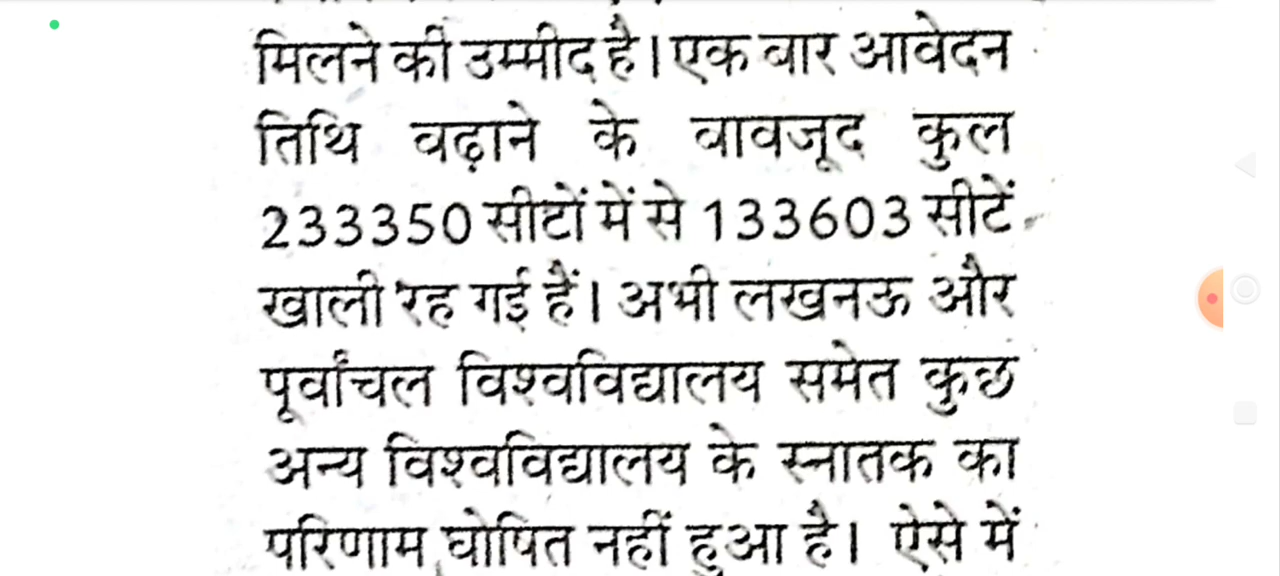 मिलने की उम्मीद है। एक बार आवेदन
तिथि बढ़ाने के बावजूद कुल
233350 सीटों में से 133603 सीटें
खाली रह गई हैं। अभी लखनऊ और
पूर्वांचल विश्वविद्यालय समेत कुछ
अन्य विश्वविद्यालय के स्नातक का
परिणाम घोषित नहीं हुआ है। ऐसे में